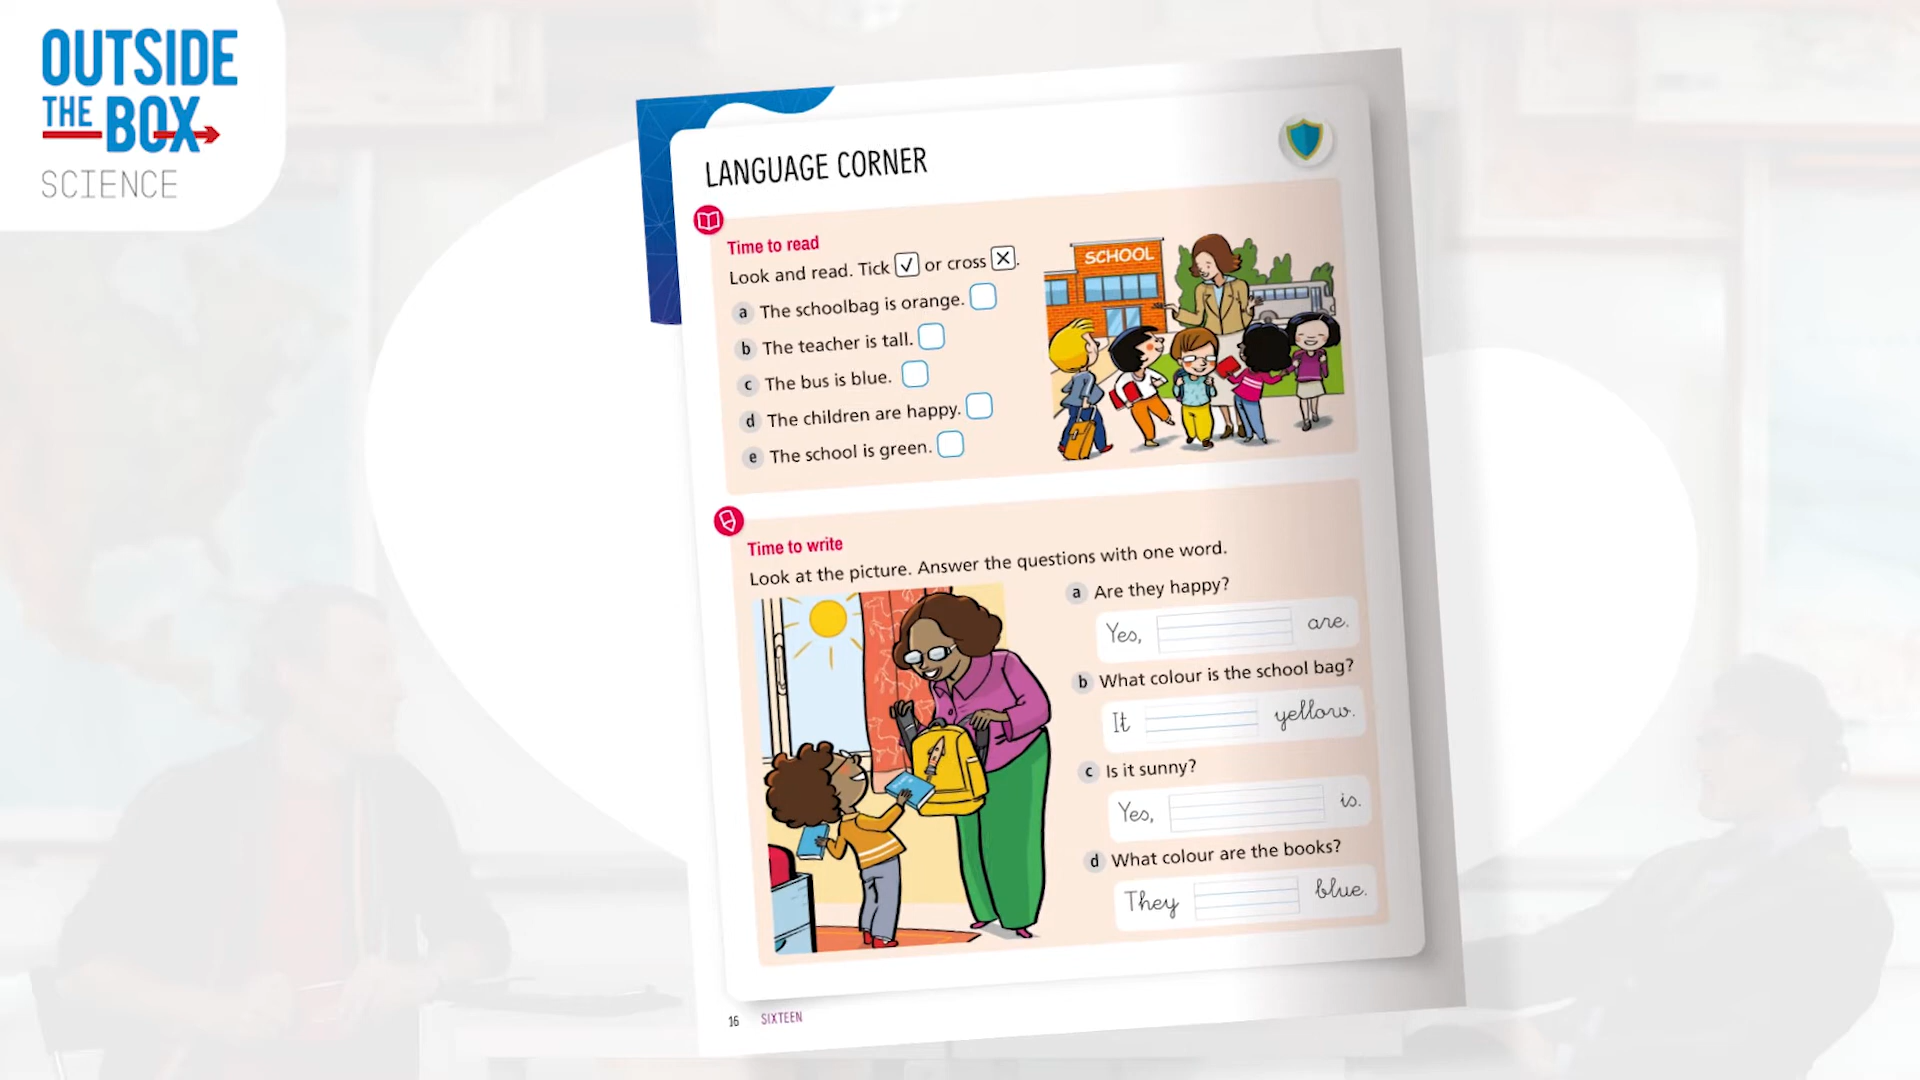 OUTSIDE
THE BOX
SCIENCE
LANGUAGE CORNER
Time to read
Look and read. Tick ✓ or cross ✕.
a The schoolbag is orange.
b The teacher is tall.
c The bus is blue.
d The children are happy.
e The school is green.
SCHOOL
Time to write
Look at the picture. Answer the questions with one word.
a Are they happy?
Yes, are.
b What colour is the school bag?
It yellow.
c Is it sunny?
Yes, is.
d What colour are the books?
They blue.
16 SIXTEEN